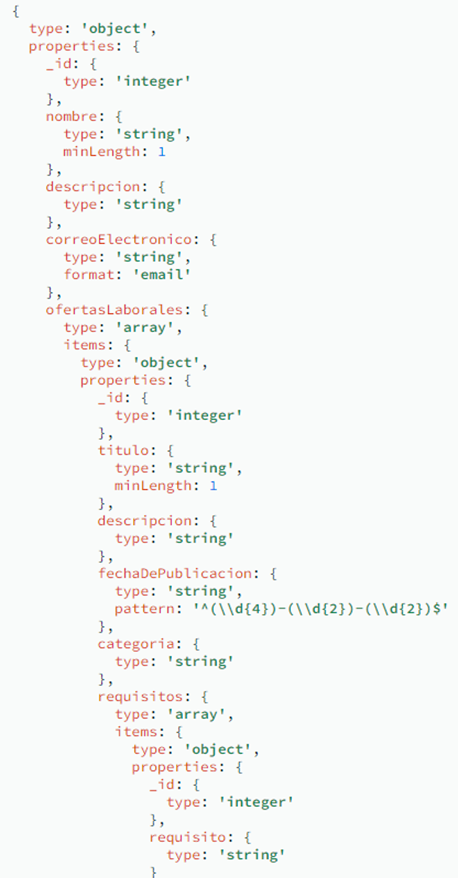 {
  type: 'object',
  properties: {
    _id: {
      type: 'integer'
    },
    nombre: {
      type: 'string',
      minLength: 1
    },
    descripcion: {
      type: 'string'
    },
    correoElectronico: {
      type: 'string',
      format: 'email'
    },
    ofertasLaborales: {
      type: 'array',
      items: {
        type: 'object',
        properties: {
          _id: {
            type: 'integer'
          },
          titulo: {
            type: 'string',
            minLength: 1
          },
          descripcion: {
            type: 'string'
          },
          fechaDePublicacion: {
            type: 'string',
            pattern: '^(\\d{4})-(\\d{2})-(\\d{2})$'
          },
          categoria: {
            type: 'string'
          },
          requisitos: {
            type: 'array',
            items: {
              type: 'object',
              properties: {
                _id: {
                  type: 'integer'
                },
                requisito: {
                  type: 'string'
                }